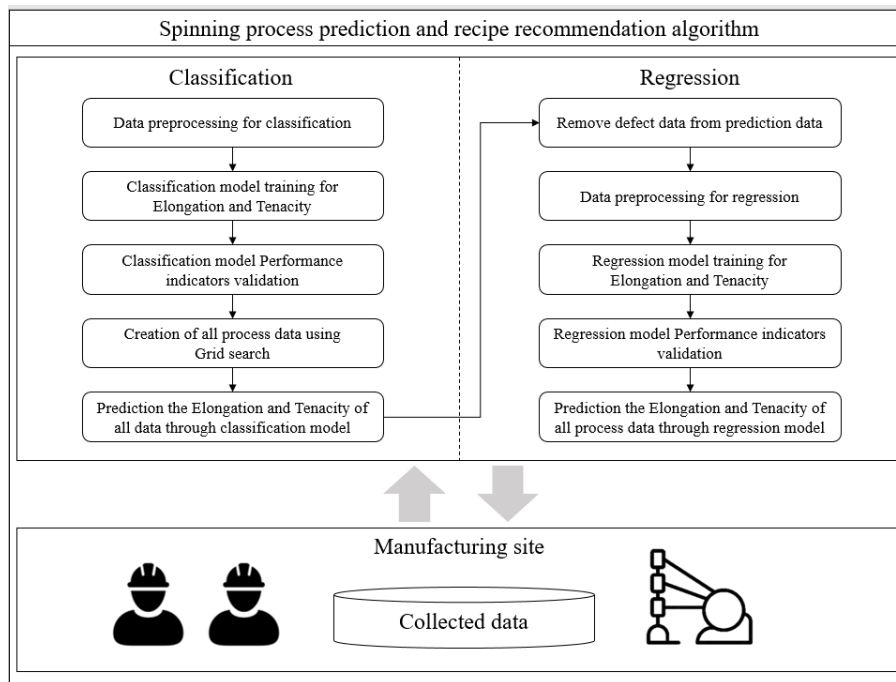 Spinning process prediction and recipe recommendation algorithm
Classification
Data preprocessing for classification
Classification model training for
Elongation and Tenacity
Classification model Performance
indicators validation
Creation of all process data using
Grid search
Prediction the Elongation and Tenacity of
all data through classification model
Regression
Remove defect data from prediction data
Data preprocessing for regression
Regression model training for
Elongation and Tenacity
Regression model Performance indicators
validation
Prediction the Elongation and Tenacity of
all process data through regression model
Manufacturing site
Collected data